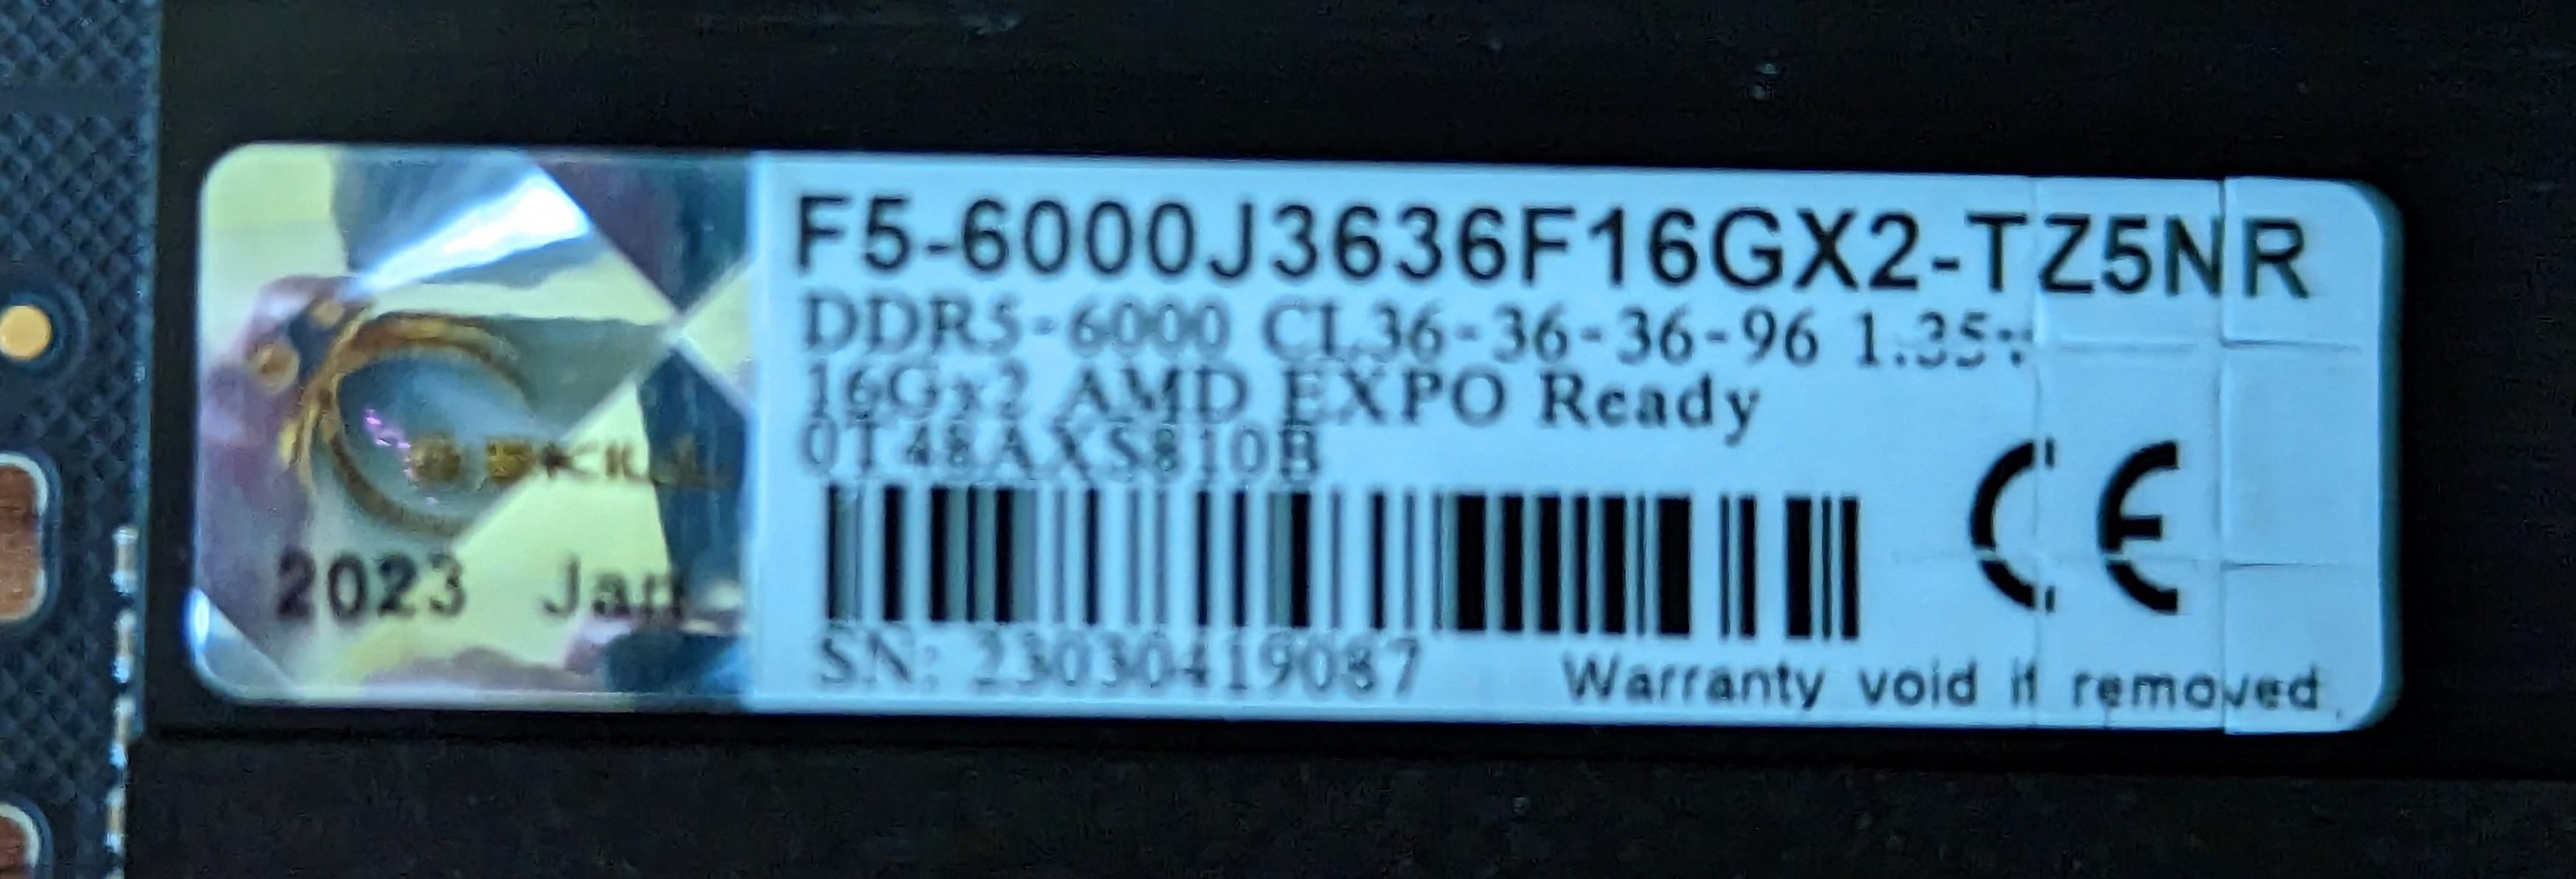 F5-6000J3636F16GX2-TZ5NR
DDR5-6000 CL36-36-36-96 1.35v
16Gx2 AMD EXPO Ready
G.SKILL
2023 Jan
SN: 23030419087
Warranty void if removed
CE